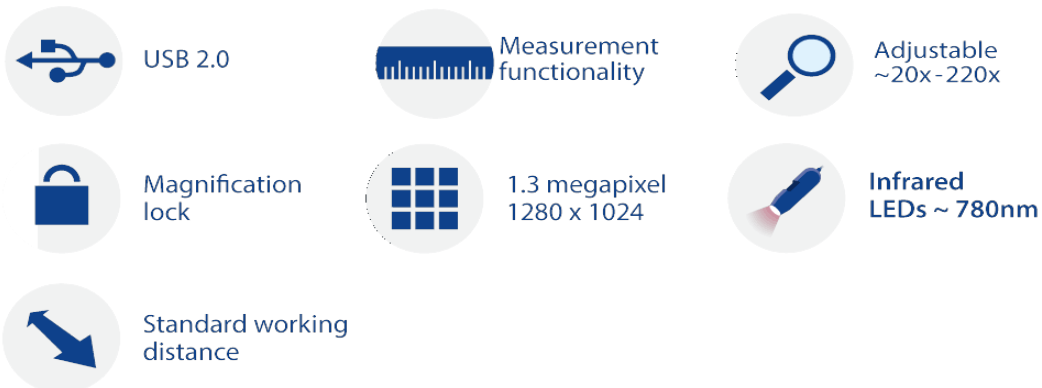 USB 2.0
Measurement
functionality
Adjustable
~20x-220x
Magnification
lock
1.3 megapixel
1280 x 1024
Infrared
LEDs ~ 780nm
Standard working
distance